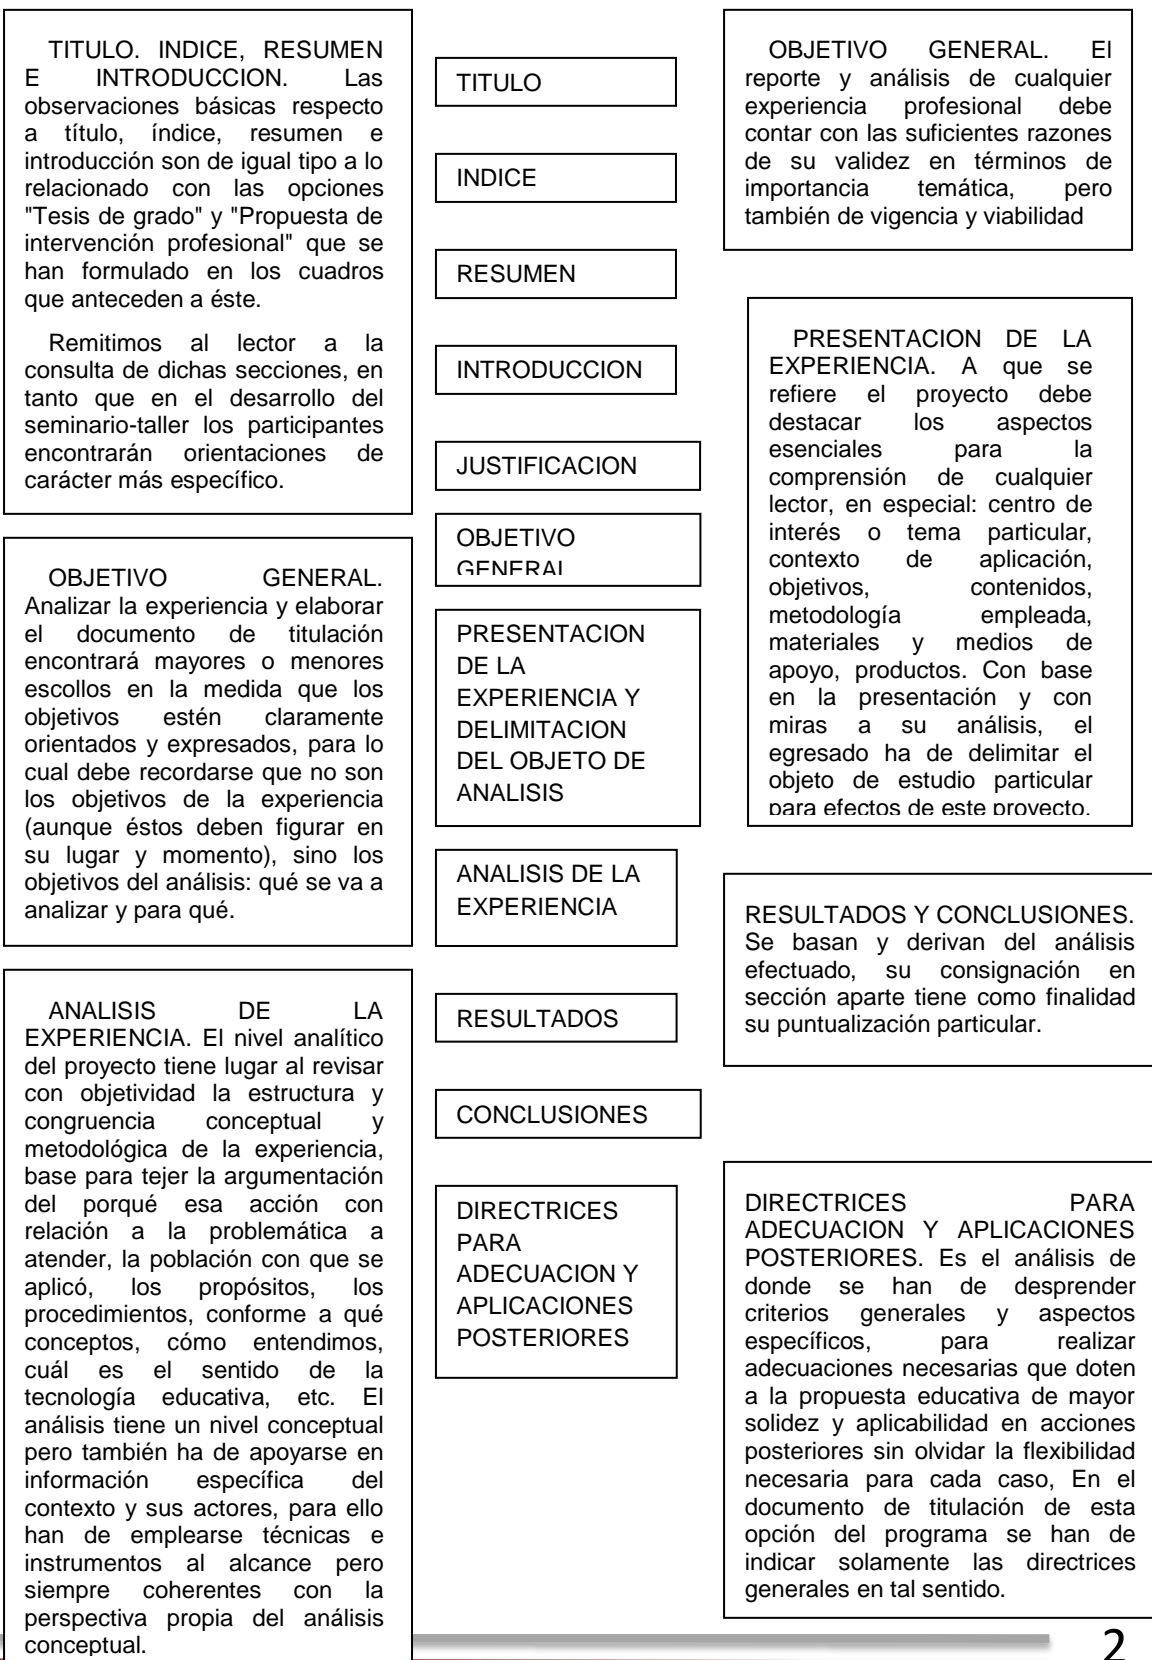 TITULO. INDICE, RESUMEN
E INTRODUCCION. Las
observaciones básicas respecto
a título, índice, resumen e
introducción son de igual tipo a lo
relacionado con las opciones
"Tesis de grado" y "Propuesta de
intervención profesional" que se
han formulado en los cuadros
que anteceden a éste.
Remitimos al lector a la
consulta de dichas secciones, en
tanto que en el desarrollo del
seminario-taller los participantes
encontrarán orientaciones de
carácter más específico.
OBJETIVO GENERAL.
Analizar la experiencia y elaborar
el documento de titulación
encontrará mayores o menores
escollos en la medida que los
objetivos estén claramente
orientados y expresados, para lo
cual debe recordarse que no son
los objetivos de la experiencia
(aunque éstos deben figurar en
su lugar y momento), sino los
objetivos del análisis: qué se va a
analizar y para qué.
ANALISIS DE LA
EXPERIENCIA. El nivel analítico
del proyecto tiene lugar al revisar
con objetividad la estructura y
congruencia conceptual y
metodológica de la experiencia,
base para tejer la argumentación
del porqué esa acción con
relación a la problemática a
atender, la población con que se
aplicó, los propósitos, los
procedimientos, conforme a qué
conceptos, cómo entendimos,
cuál es el sentido de la
tecnología educativa, etc. El
análisis tiene un nivel conceptual
pero también ha de apoyarse en
información específica del
contexto y sus actores, para ello
han de emplearse técnicas e
instrumentos al alcance pero
siempre coherentes con la
perspectiva propia del análisis
conceptual.
TITULO
INDICE
RESUMEN
INTRODUCCION
JUSTIFICACION
OBJETIVO
GENERAL
PRESENTACION
DE LA
EXPERIENCIA Y
DELIMITACION
DEL OBJETO DE
ANALISIS
ANALISIS DE LA
EXPERIENCIA
RESULTADOS
CONCLUSIONES
DIRECTRICES
PARA
ADECUACION Y
APLICACIONES
POSTERIORES
OBJETIVO GENERAL. El
reporte y análisis de cualquier
experiencia profesional debe
contar con las suficientes razones
de su validez en términos de
importancia temática, pero
también de vigencia y viabilidad
PRESENTACION DE LA
EXPERIENCIA. A que se
refiere el proyecto debe
destacar los aspectos
esenciales para la
comprensión de cualquier
lector, en especial: centro de
interés o tema particular,
contexto de aplicación,
objetivos, contenidos,
metodología empleada,
materiales y medios de
apoyo, productos. Con base
en la presentación y con
miras a su análisis, el
egresado ha de delimitar el
objeto de estudio particular
para efectos de este proyecto.
RESULTADOS Y CONCLUSIONES.
Se basan y derivan del análisis
efectuado, su consignación en
sección aparte tiene como finalidad
su puntualización particular.
DIRECTRICES PARA
ADECUACION Y APLICACIONES
POSTERIORES. Es el análisis de
donde se han de desprender
criterios generales y aspectos
específicos, para realizar
adecuaciones necesarias que doten
a la propuesta educativa de mayor
solidez y aplicabilidad en acciones
posteriores sin olvidar la flexibilidad
necesaria para cada caso, En el
documento de titulación de esta
opción del programa se han de
indicar solamente las directrices
generales en tal sentido.
2